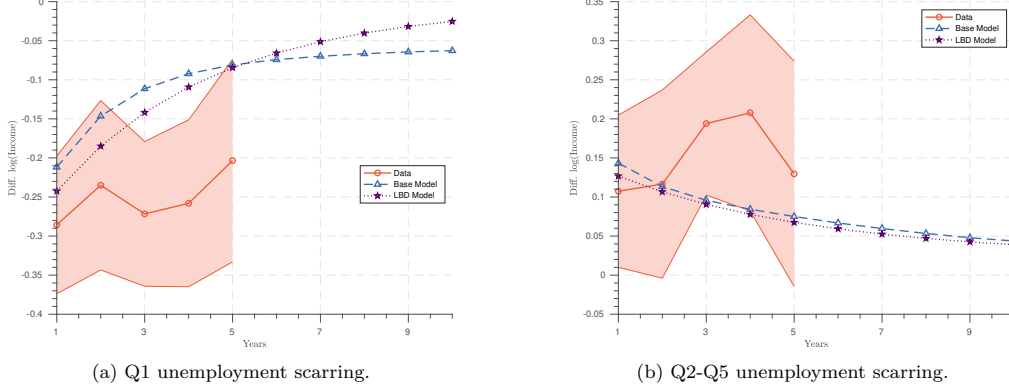 0
-0.05
-0.1
-0.15
-0.2
-0.25
-0.3
-0.35
-0.4
Diff. log(Income)
1
3
5
7
9
Years
Data
Base Model
LBD Model
(a) Q1 unemployment scarring.
0.35
0.3
0.25
0.2
0.15
0.1
0.05
0
-0.05
Diff. log(Income)
1
3
5
7
9
Years
Data
Base Model
LBD Model
(b) Q2-Q5 unemployment scarring.